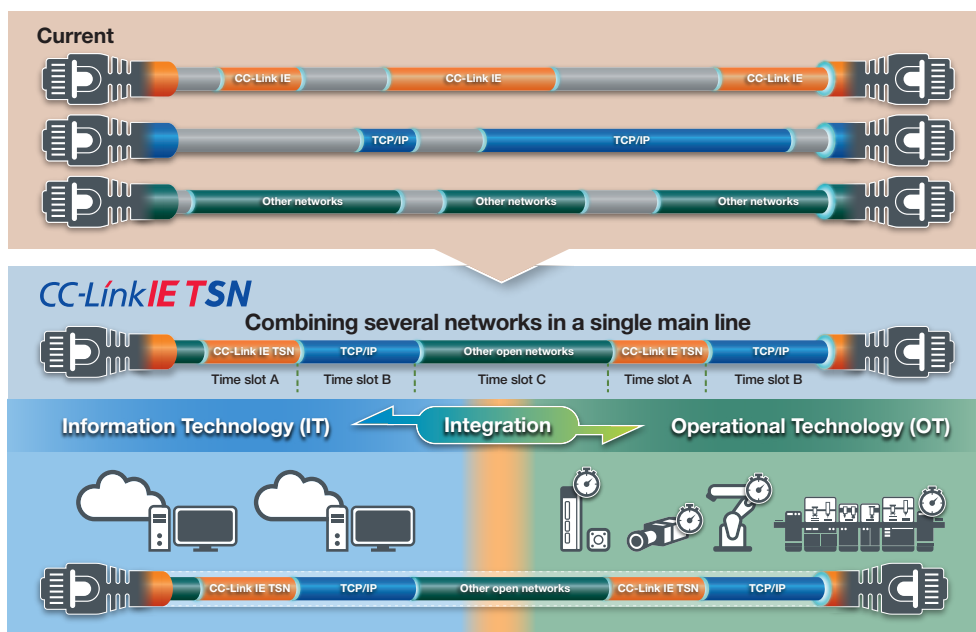 Current
CC-Link IE CC-Link IE CC-Link IE
TCP/IP TCP/IP
Other networks Other networks Other networks
CC-Link IE TSN
Combining several networks in a single main line
CC-Link IE TSN TCP/IP Other open networks CC-Link IE TSN TCP/IP
Time slot A Time slot B Time slot C Time slot A Time slot B
Information Technology (IT) Integration Operational Technology (OT)
CC-Link IE TSN TCP/IP Other open networks CC-Link IE TSN TCP/IP